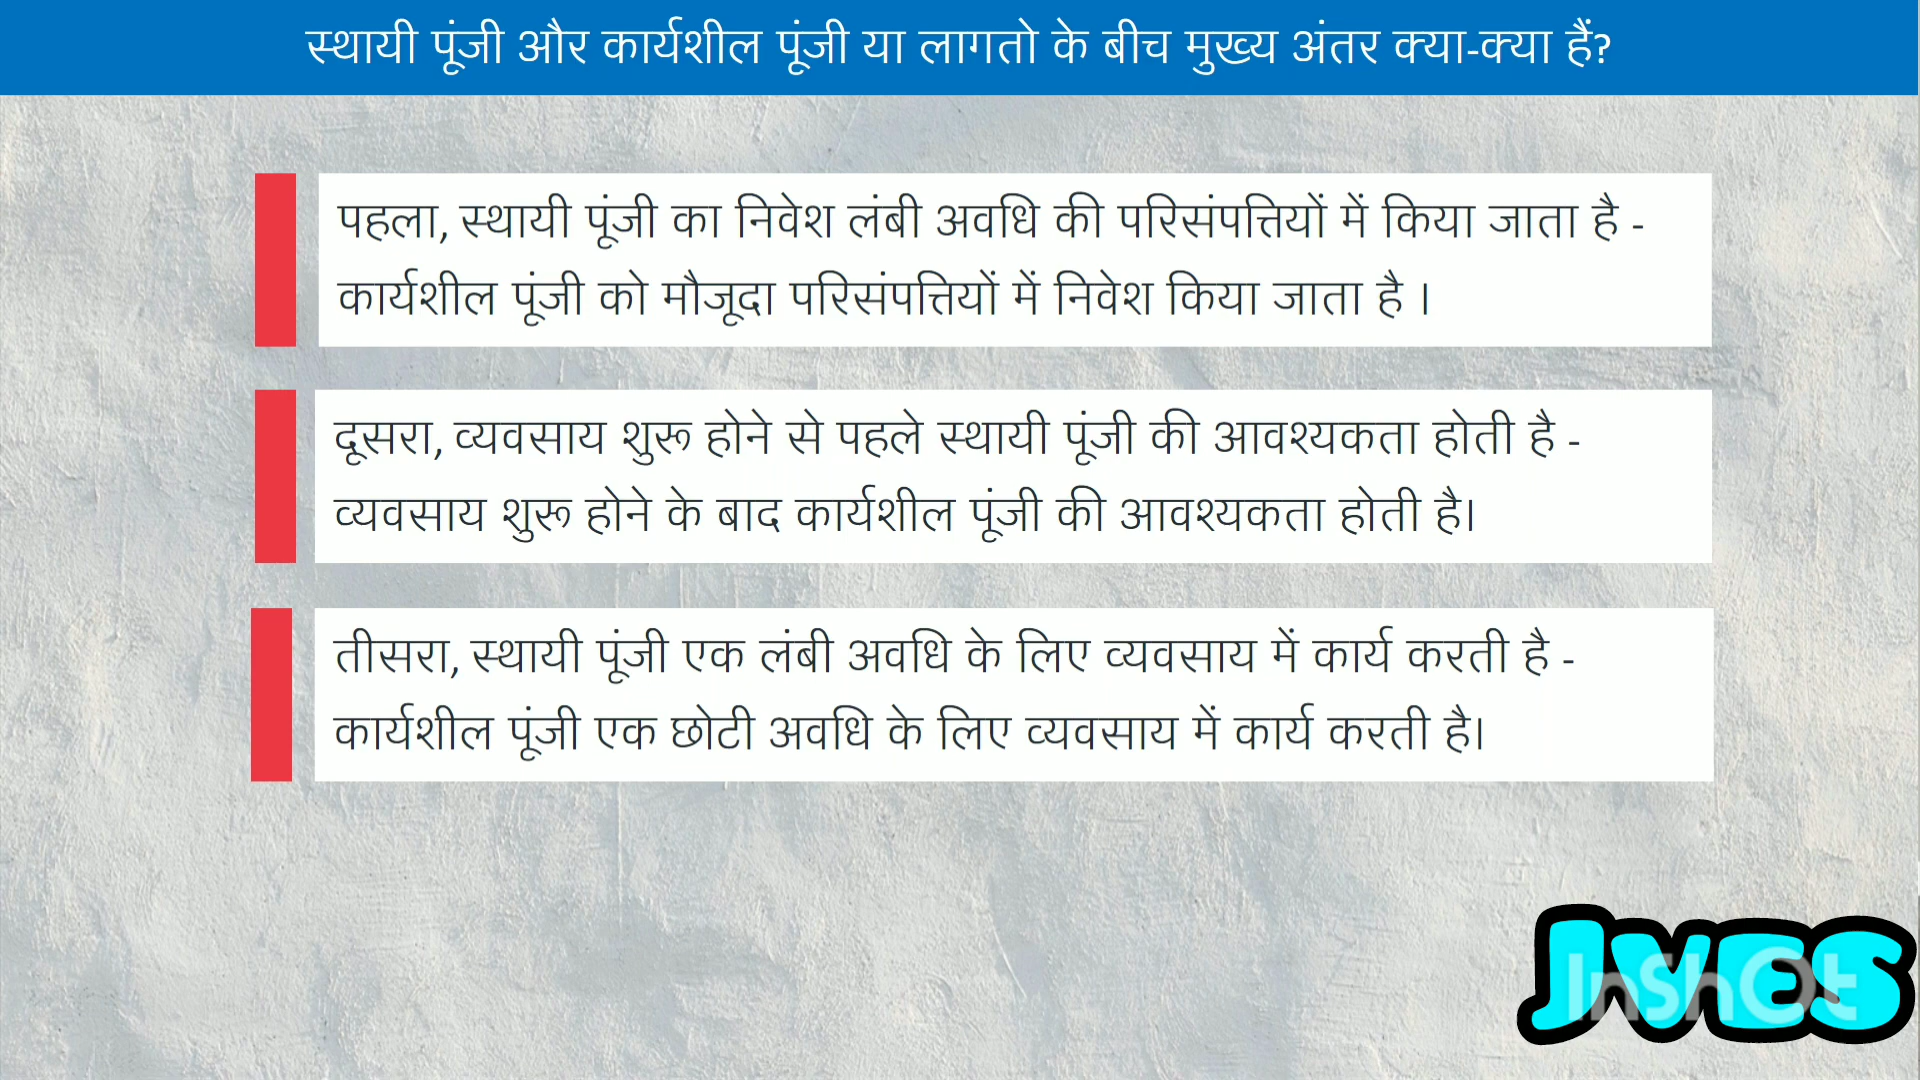 स्थायी पूंजी और कार्यशील पूंजी या लागतो के बीच मुख्य अंतर क्या-क्या हैं?
पहला, स्थायी पूंजी का निवेश लंबी अवधि की परिसंपत्तियों में किया जाता है -
कार्यशील पूंजी को मौजूदा परिसंपत्तियों में निवेश किया जाता है ।
दूसरा, व्यवसाय शुरू होने से पहले स्थायी पूंजी की आवश्यकता होती है -
व्यवसाय शुरू होने के बाद कार्यशील पूंजी की आवश्यकता होती है।
तीसरा, स्थायी पूंजी एक लंबी अवधि के लिए व्यवसाय में कार्य करती है -
कार्यशील पूंजी एक छोटी अवधि के लिए व्यवसाय में कार्य करती है।
JVES
InShOt